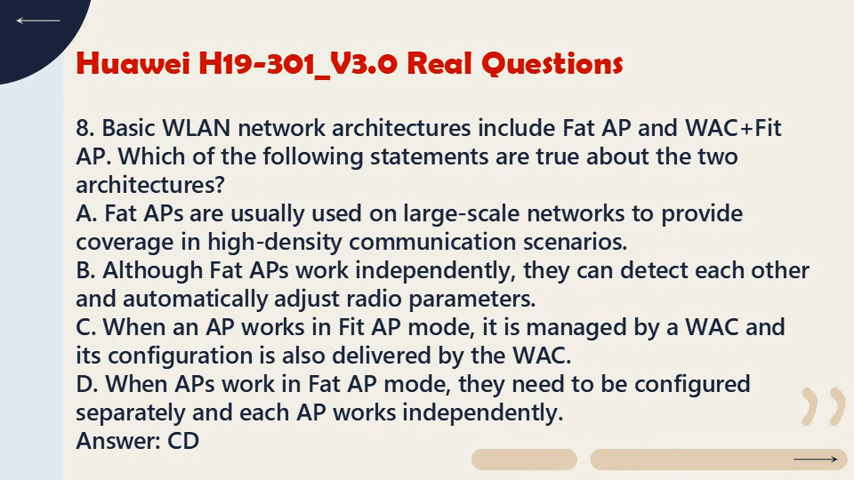 Huawei H19-301_V3.0 Real Questions
8. Basic WLAN network architectures include Fat AP and WAC+Fit
AP. Which of the following statements are true about the two
architectures?
A. Fat APs are usually used on large-scale networks to provide
coverage in high-density communication scenarios.
B. Although Fat APs work independently, they can detect each other
and automatically adjust radio parameters.
C. When an AP works in Fit AP mode, it is managed by a WAC and
its configuration is also delivered by the WAC.
D. When APs work in Fat AP mode, they need to be configured
separately and each AP works independently.
Answer: CD